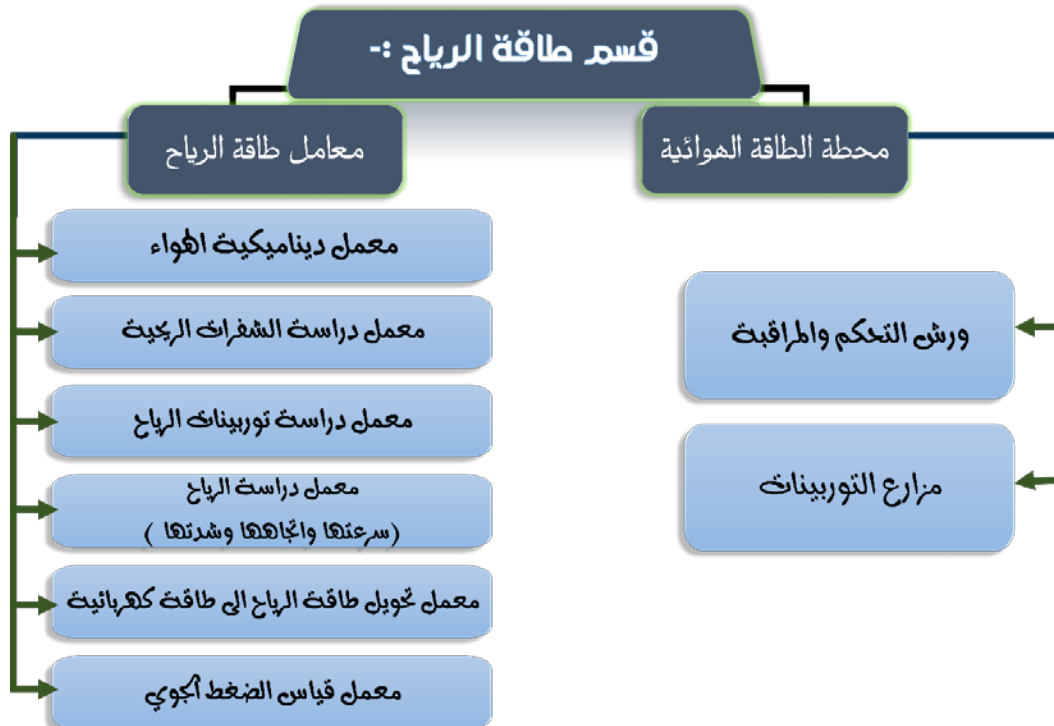 قسم طاقة الرياح :-
محطة الطاقة الهوائية
ورش التحكم والمراقبة
مزارع التوربينات
معامل طاقة الرياح
معمل ديناميكية الهواء
معمل دراسة الشفرات الريحية
معمل دراسة توربينات الرياح
معمل دراسة الرياح
(سرعتها واتجاهها وشدتها )
معمل تحويل طاقة الرياح الى طاقة كهربائية
معمل قياس الضغط الجوي